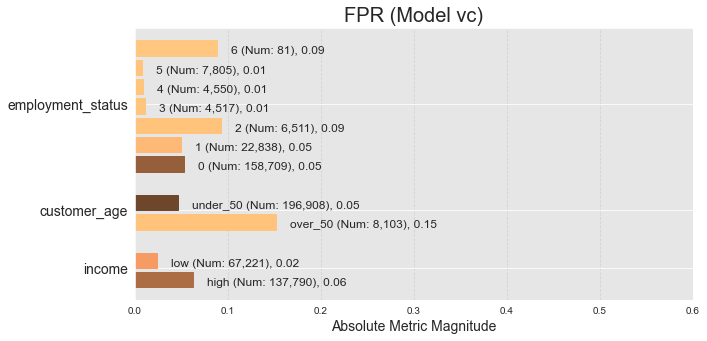 FPR (Model vc)
employment_status
6 (Num: 81), 0.09
5 (Num: 7,805), 0.01
4 (Num: 4,550), 0.01
3 (Num: 4,517), 0.01
2 (Num: 6,511), 0.09
1 (Num: 22,838), 0.05
0 (Num: 158,709), 0.05
customer_age
under_50 (Num: 196,908), 0.05
over_50 (Num: 8,103), 0.15
income
low (Num: 67,221), 0.02
high (Num: 137,790), 0.06
0.0 0.1 0.2 0.3 0.4 0.5 0.6
Absolute Metric Magnitude